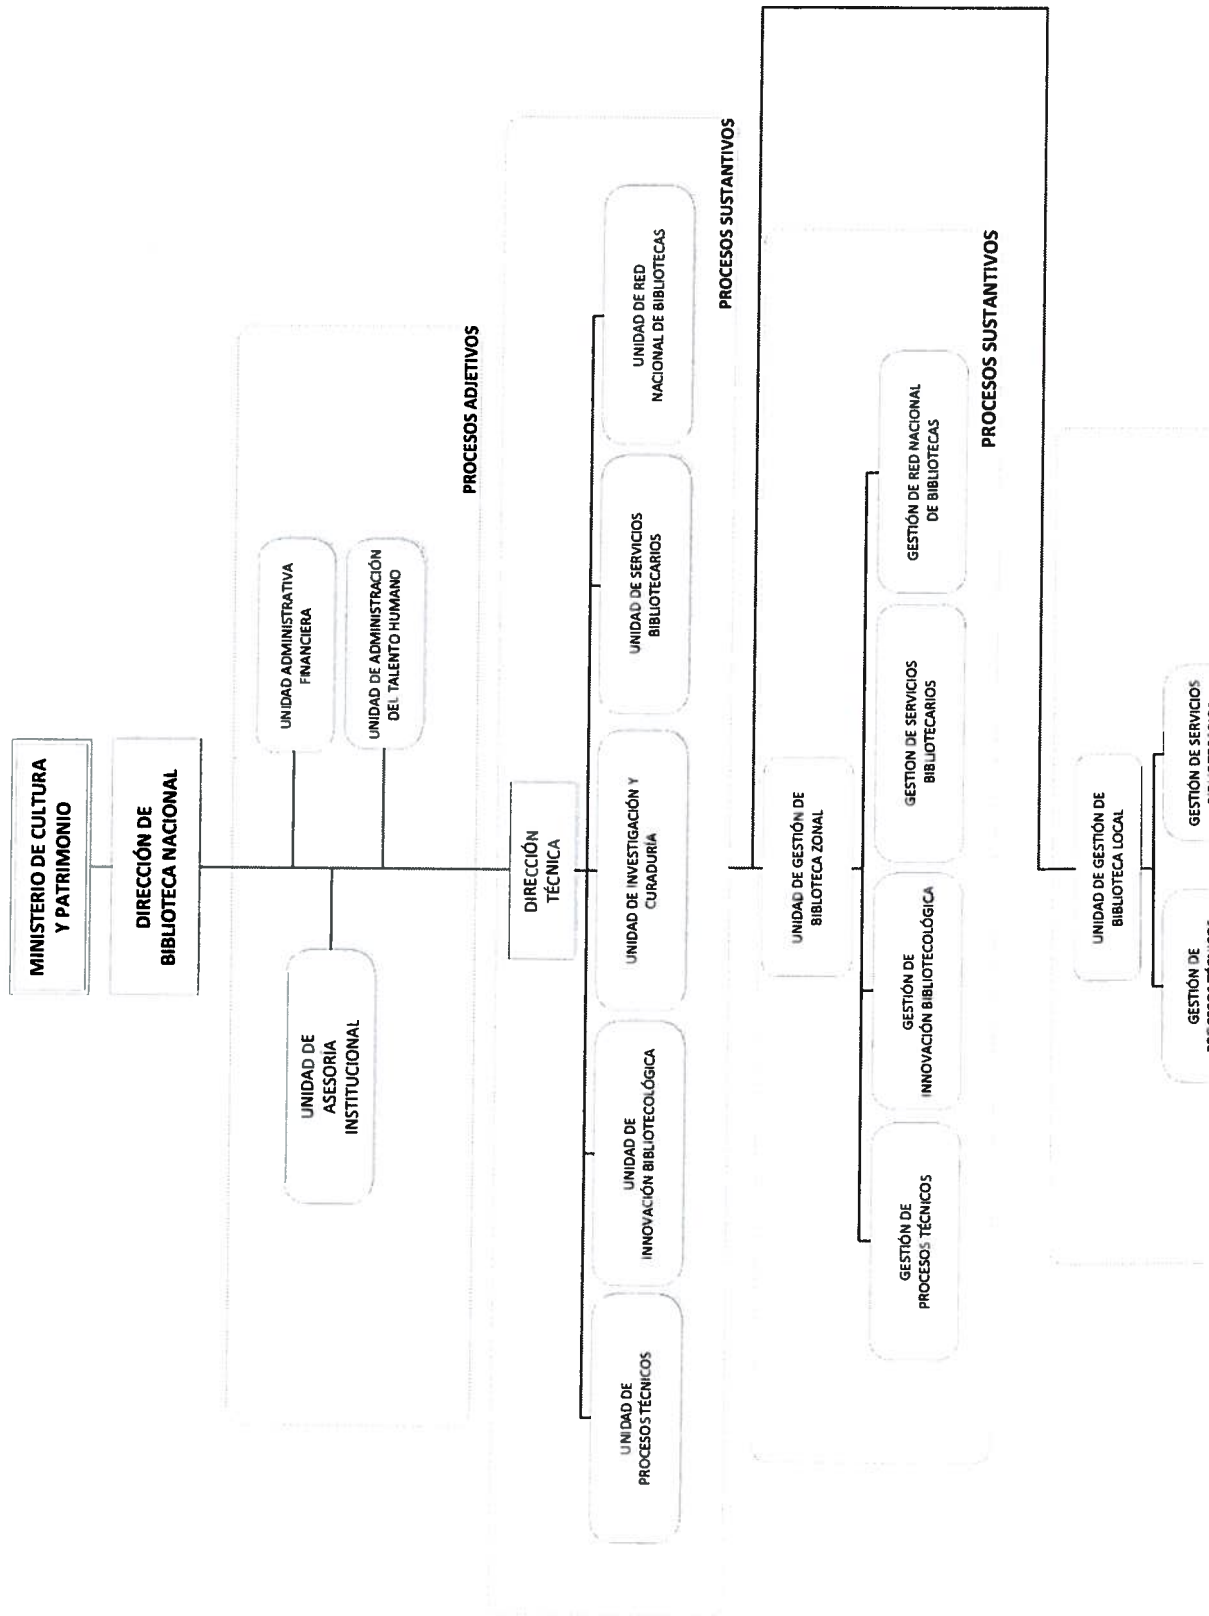 MINISTERIO DE CULTURA
Y PATRIMONIO
DIRECCIÓN DE
BIBLIOTECA NACIONAL
UNIDAD DE
ASESORÍA
INSTITUCIONAL
UNIDAD ADMINISTRATIVA
FINANCIERA
UNIDAD DE ADMINISTRACIÓN
DEL TALENTO HUMANO
PROCESOS ADJETIVOS
DIRECCIÓN
TÉCNICA
UNIDAD DE
PROCESOS TÉCNICOS
UNIDAD DE
INNOVACIÓN BIBLIOTECOLÓGICA
UNIDAD DE INVESTIGACIÓN Y
CURADURÍA
UNIDAD DE SERVICIOS
BIBLIOTECARIOS
UNIDAD DE RED
NACIONAL DE BIBLIOTECAS
PROCESOS SUSTANTIVOS
UNIDAD DE GESTIÓN DE
BIBLOTECA ZONAL
GESTIÓN DE
PROCESOS TÉCNICOS
GESTIÓN DE
INNOVACIÓN BIBLIOTECOLÓGICA
GESTION DE SERVICIOS
BIBLIOTECARIOS
GESTIÓN DE RED NACIONAL
DE BIBLIOTECAS
PROCESOS SUSTANTIVOS
UNIDAD DE GESTIÓN DE
BIBLIOTECA LOCAL
GESTIÓN DE
GESTIÓN DE SERVICIOS